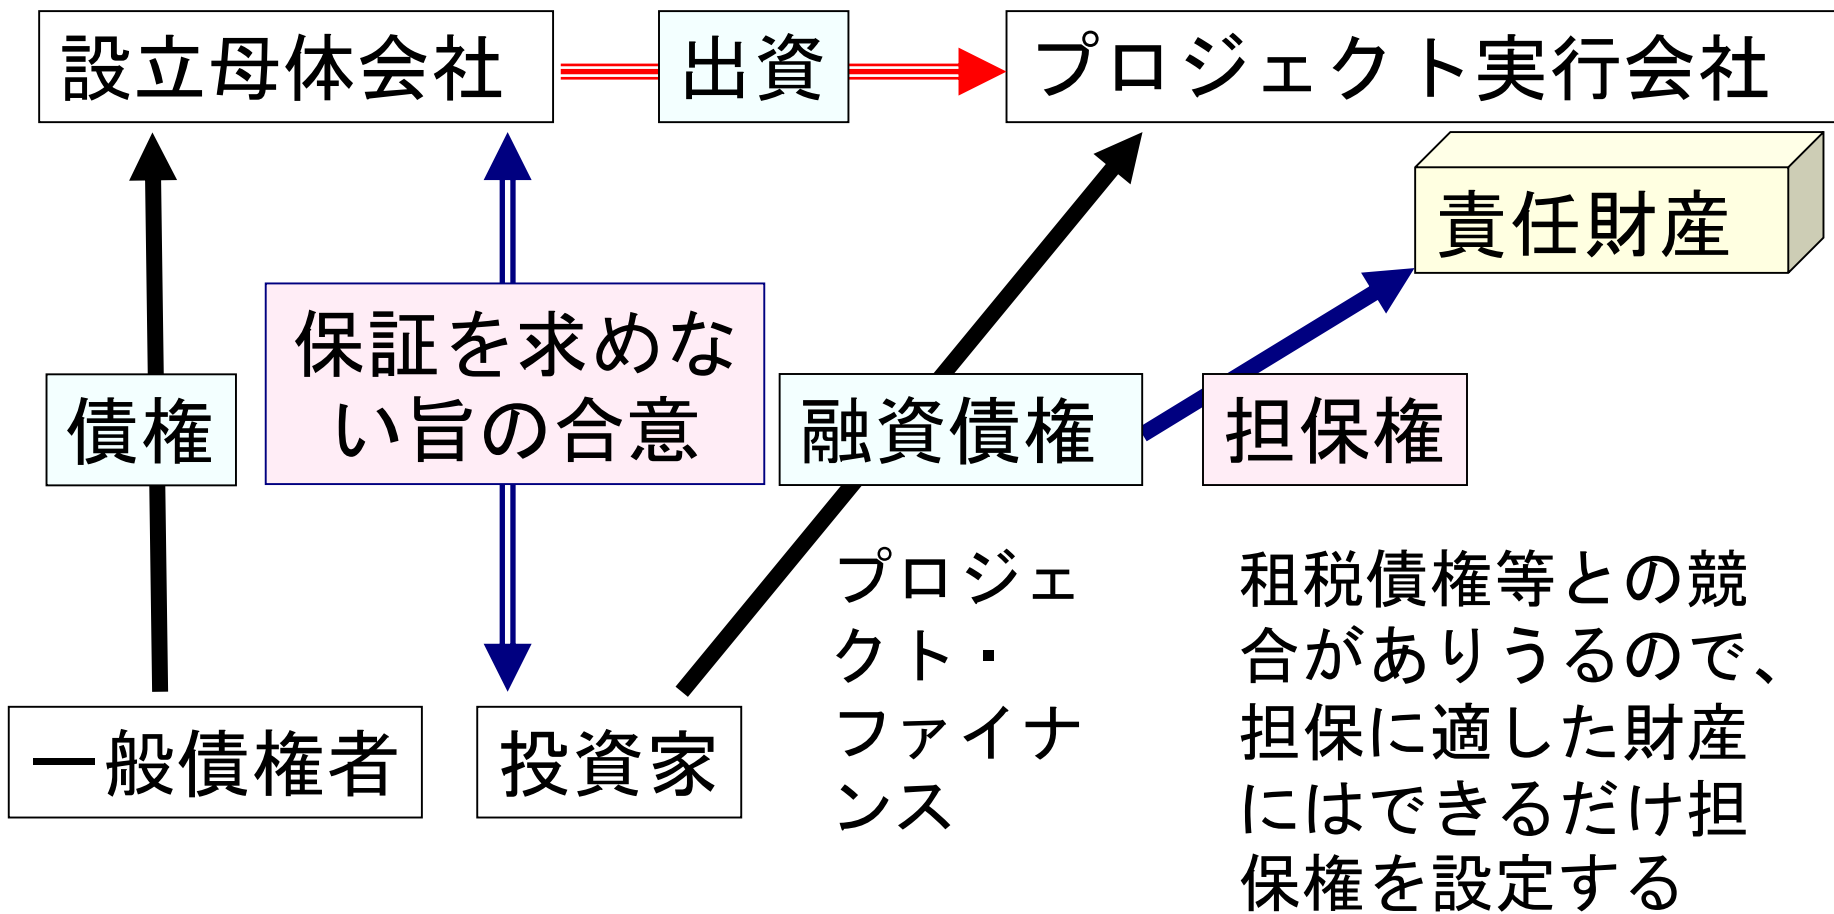 設立母体会社
出資
プロジェクト実行会社
責任財産
保証を求めな
い旨の合意
債権
融資債権
担保権
一般債権者
投資家
プロジェ
クト・
ファイナ
ンス
租税債権等との競
合がありうるので、
担保に適した財産
にはできるだけ担
保権を設定する